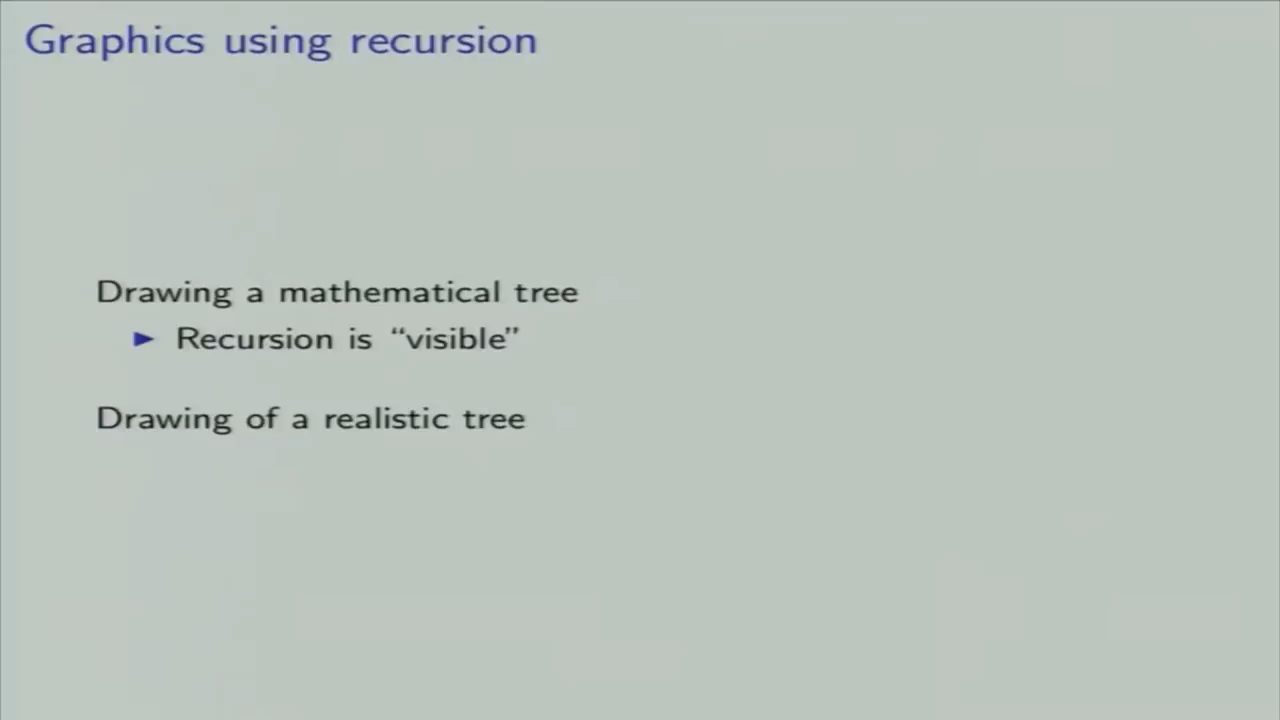 Graphics using recursion
Drawing a mathematical tree
▶ Recursion is “visible”
Drawing of a realistic tree